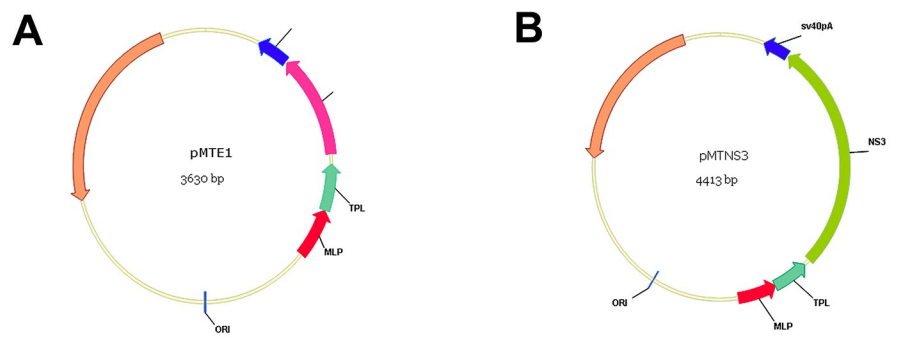 A
pMTE1
3630 bp
TPL
MLP
ORI
B
sv40pA
NS3
pMTNS3
4413 bp
ORI
TPL
MLP